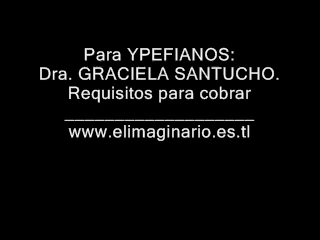 Para YPEFIANOS:
Dra. GRACIELA SANTUCHO.
Requisitos para cobrar
___________________
www.elimaginario.es.tl